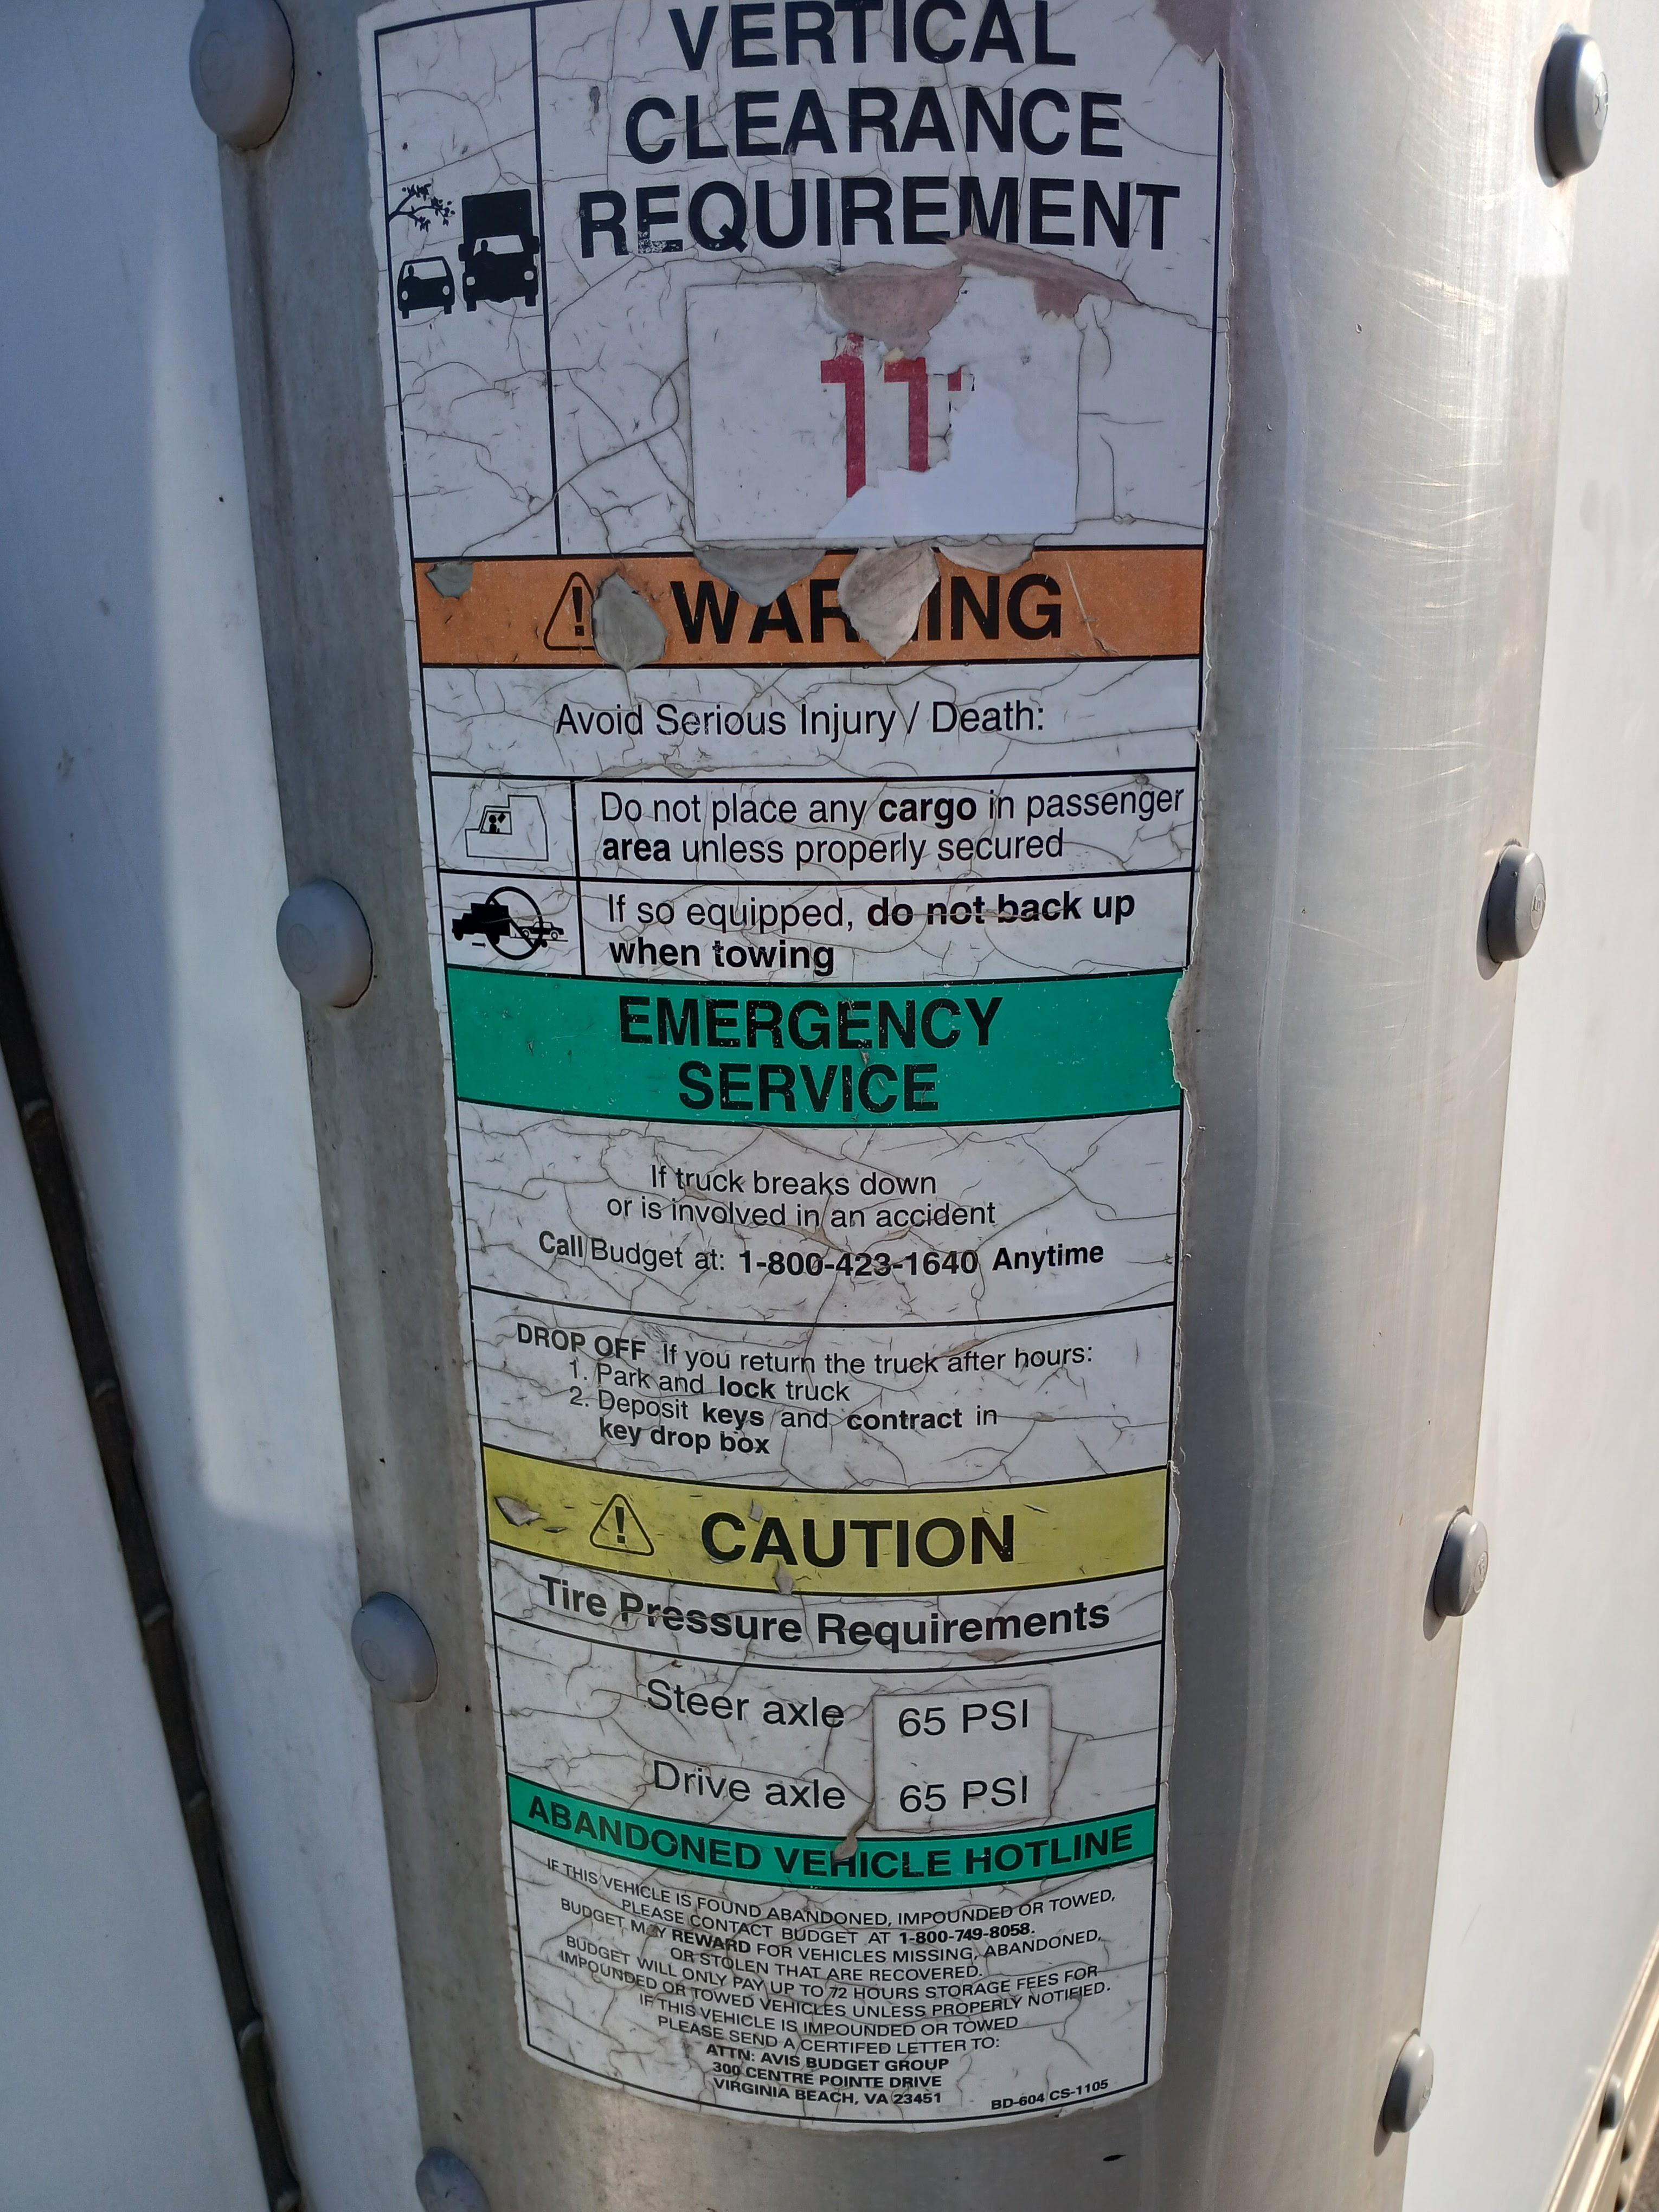 VERTICAL
CLEARANCE
REQUIREMENT
11'
WARNING
Avoid Serious Injury / Death:
Do not place any cargo in passenger
area unless properly secured
If so equipped, do not back up
when towing
EMERGENCY
SERVICE
If truck breaks down
or is involved in an accident
Call Budget at: 1-800-423-1640 Anytime
DROP OFF If you return the truck after hours:
1. Park and lock truck
2. Deposit keys and contract in
key drop box
CAUTION
Tire Pressure Requirements
Steer axle 65 PSI
Drive axle 65 PSI
ABANDONED VEHICLE HOTLINE
IF THIS VEHICLE IS FOUND ABANDONED, IMPOUNDED OR TOWED,
PLEASE CONTACT BUDGET AT 1-800-749-8058.
BUDGET MAY REWARD FOR VEHICLES MISSING, ABANDONED,
OR STOLEN THAT ARE RECOVERED.
BUDGET WILL ONLY PAY UP TO 72 HOURS STORAGE FEES FOR
IMPOUNDED OR TOWED VEHICLES UNLESS PROPERLY NOTIFIED.
IF THIS VEHICLE IS IMPOUNDED OR TOWED
PLEASE SEND A CERTIFED LETTER TO:
ATTN: AVIS BUDGET GROUP
300 CENTRE POINTE DRIVE
VIRGINIA BEACH, VA 23451
BD-604 CS-1105